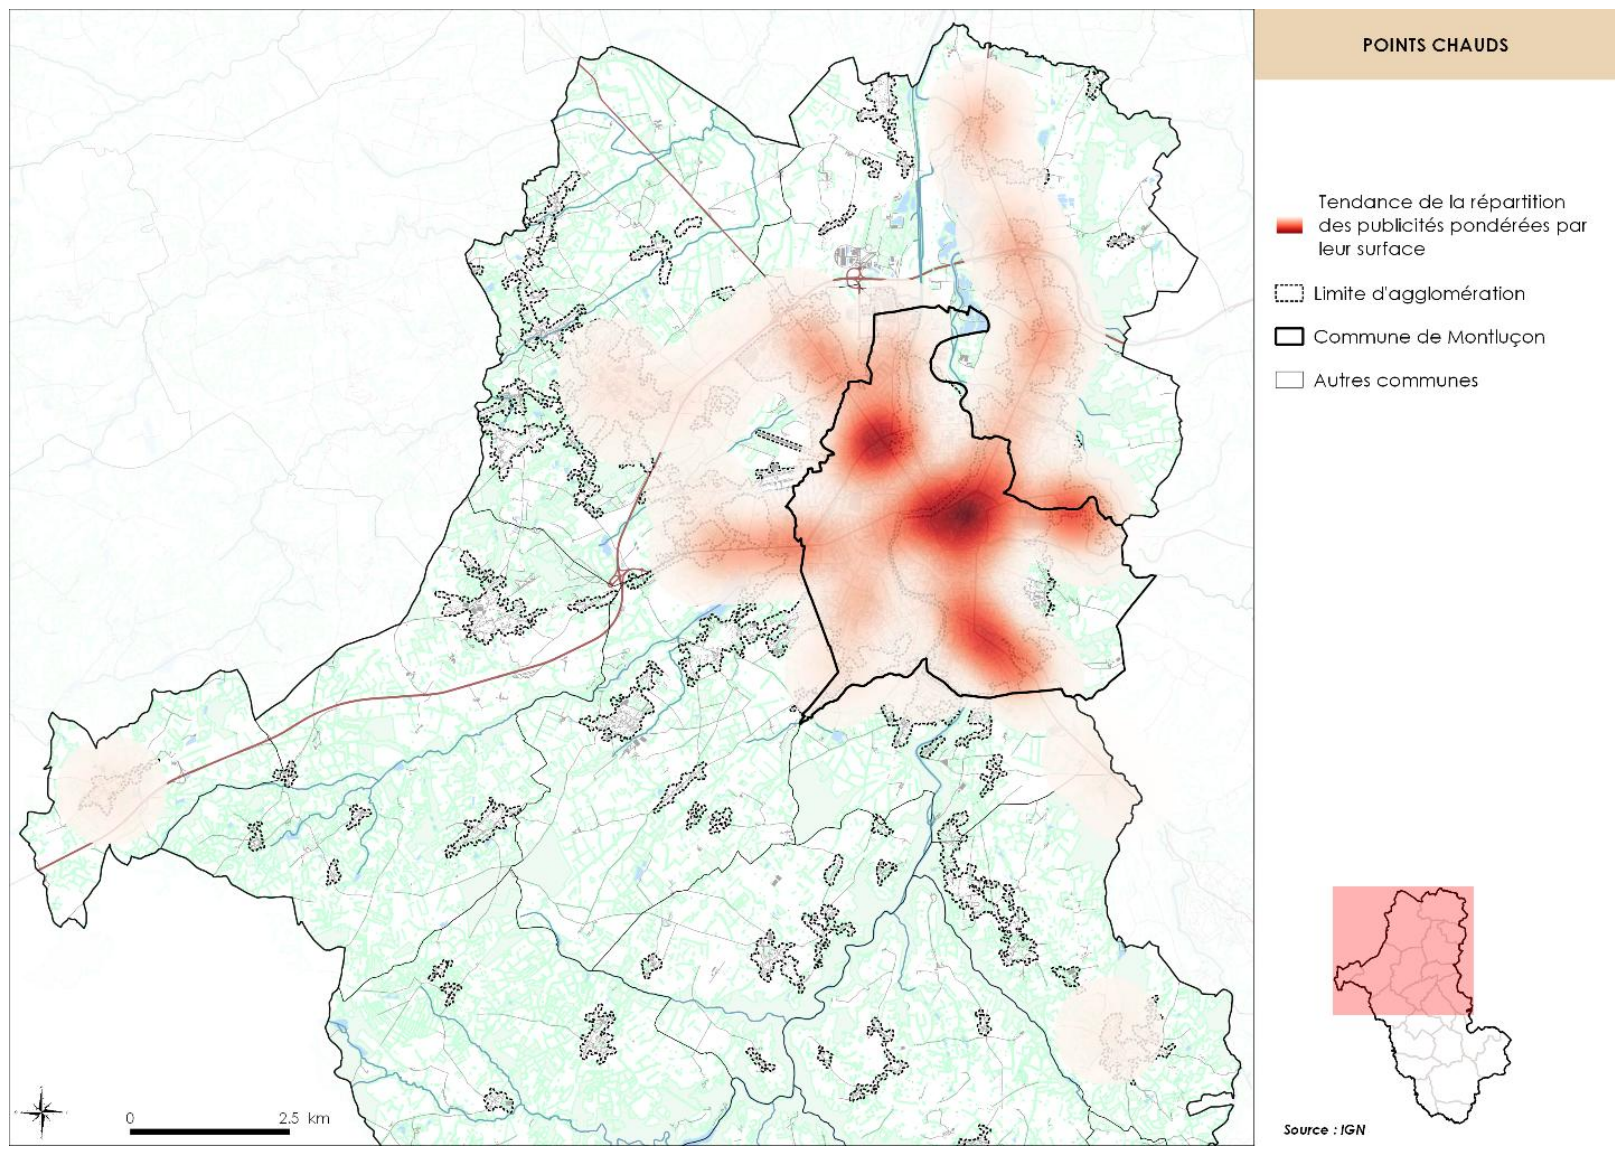 POINTS CHAUDS
Tendance de la répartition
des publicités pondérées par
leur surface
Limite d'agglomération
Commune de Montluçon
Autres communes
0 2.5 km
Source : IGN